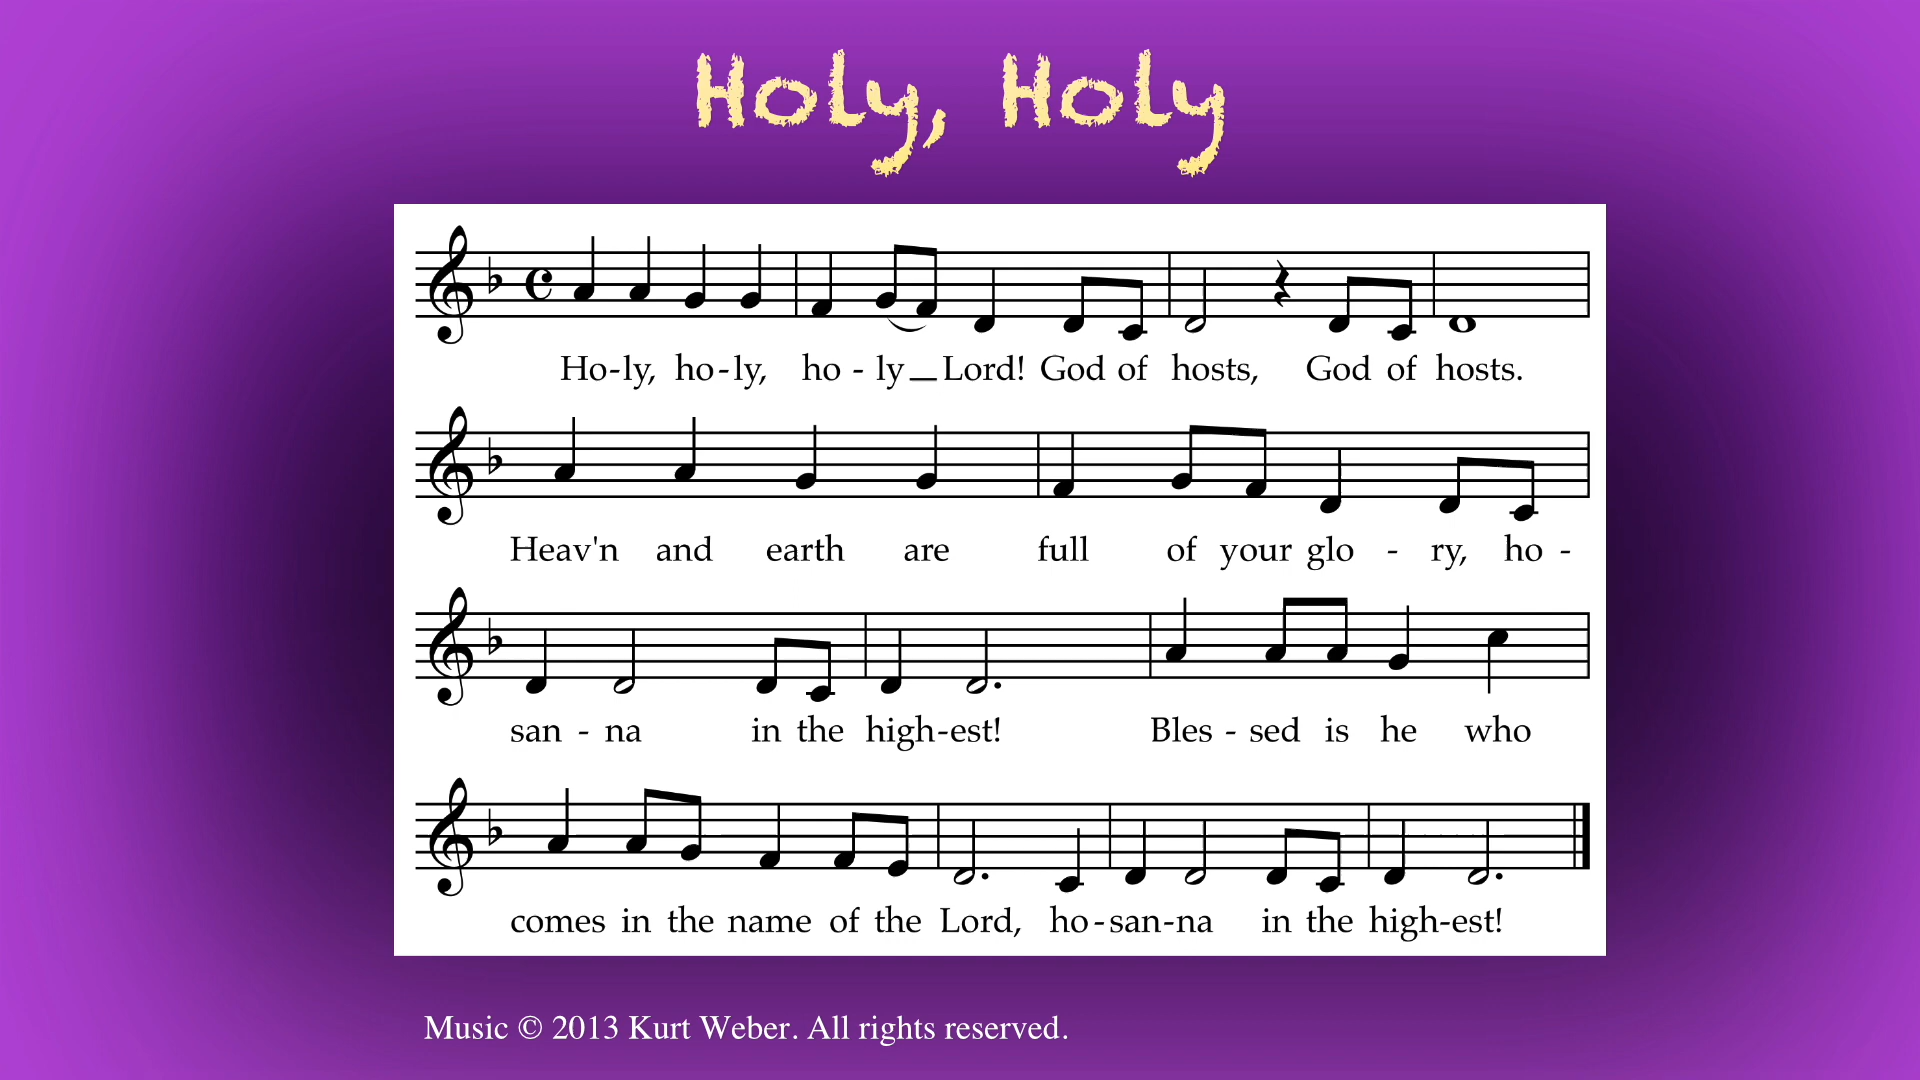 Holy, Holy
Ho-ly, ho-ly, ho - ly Lord! God of hosts, God of hosts.
Heav'n and earth are full of your glo - ry, ho -
san - na in the high-est! Bles - sed is he who
comes in the name of the Lord, ho-san-na in the high-est!
Music © 2013 Kurt Weber. All rights reserved.